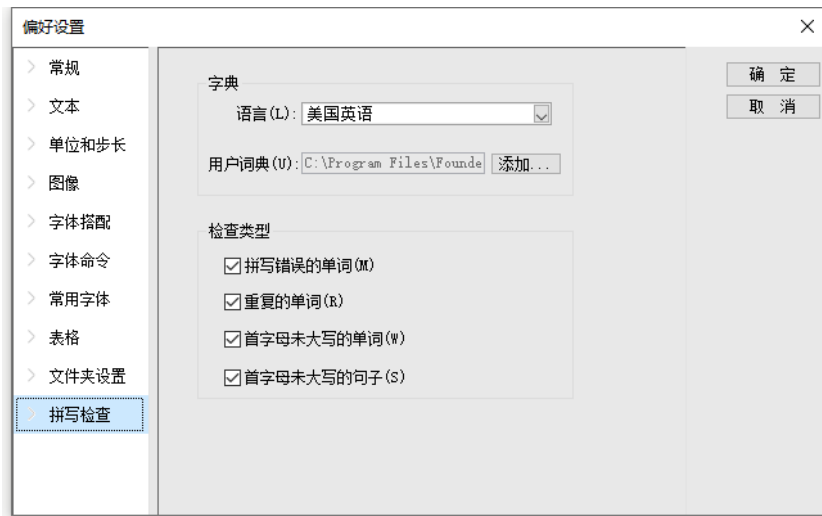 偏好设置
常规
文本
单位和步长
图像
字体搭配
字体命令
常用字体
表格
文件夹设置
拼写检查
字典
语言(L): 美国英语
用户词典(U): C:\Program Files\Founde 添加...
检查类型
拼写错误的单词(M)
重复的单词(R)
首字母未大写的单词(W)
首字母未大写的句子(S)
确 定
取 消